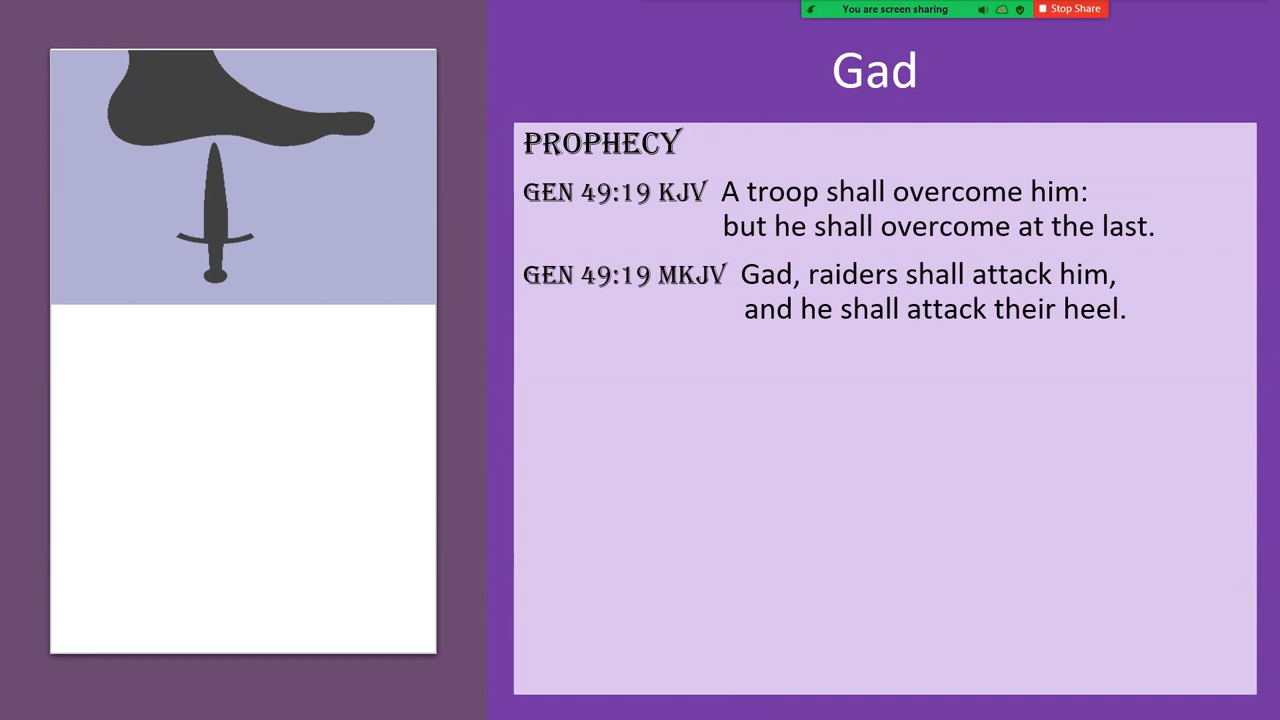 You are screen sharing
Stop Share
Gad
PROPHECY
GEN 49:19 KJV A troop shall overcome him:
but he shall overcome at the last.
GEN 49:19 MKJV Gad, raiders shall attack him,
and he shall attack their heel.